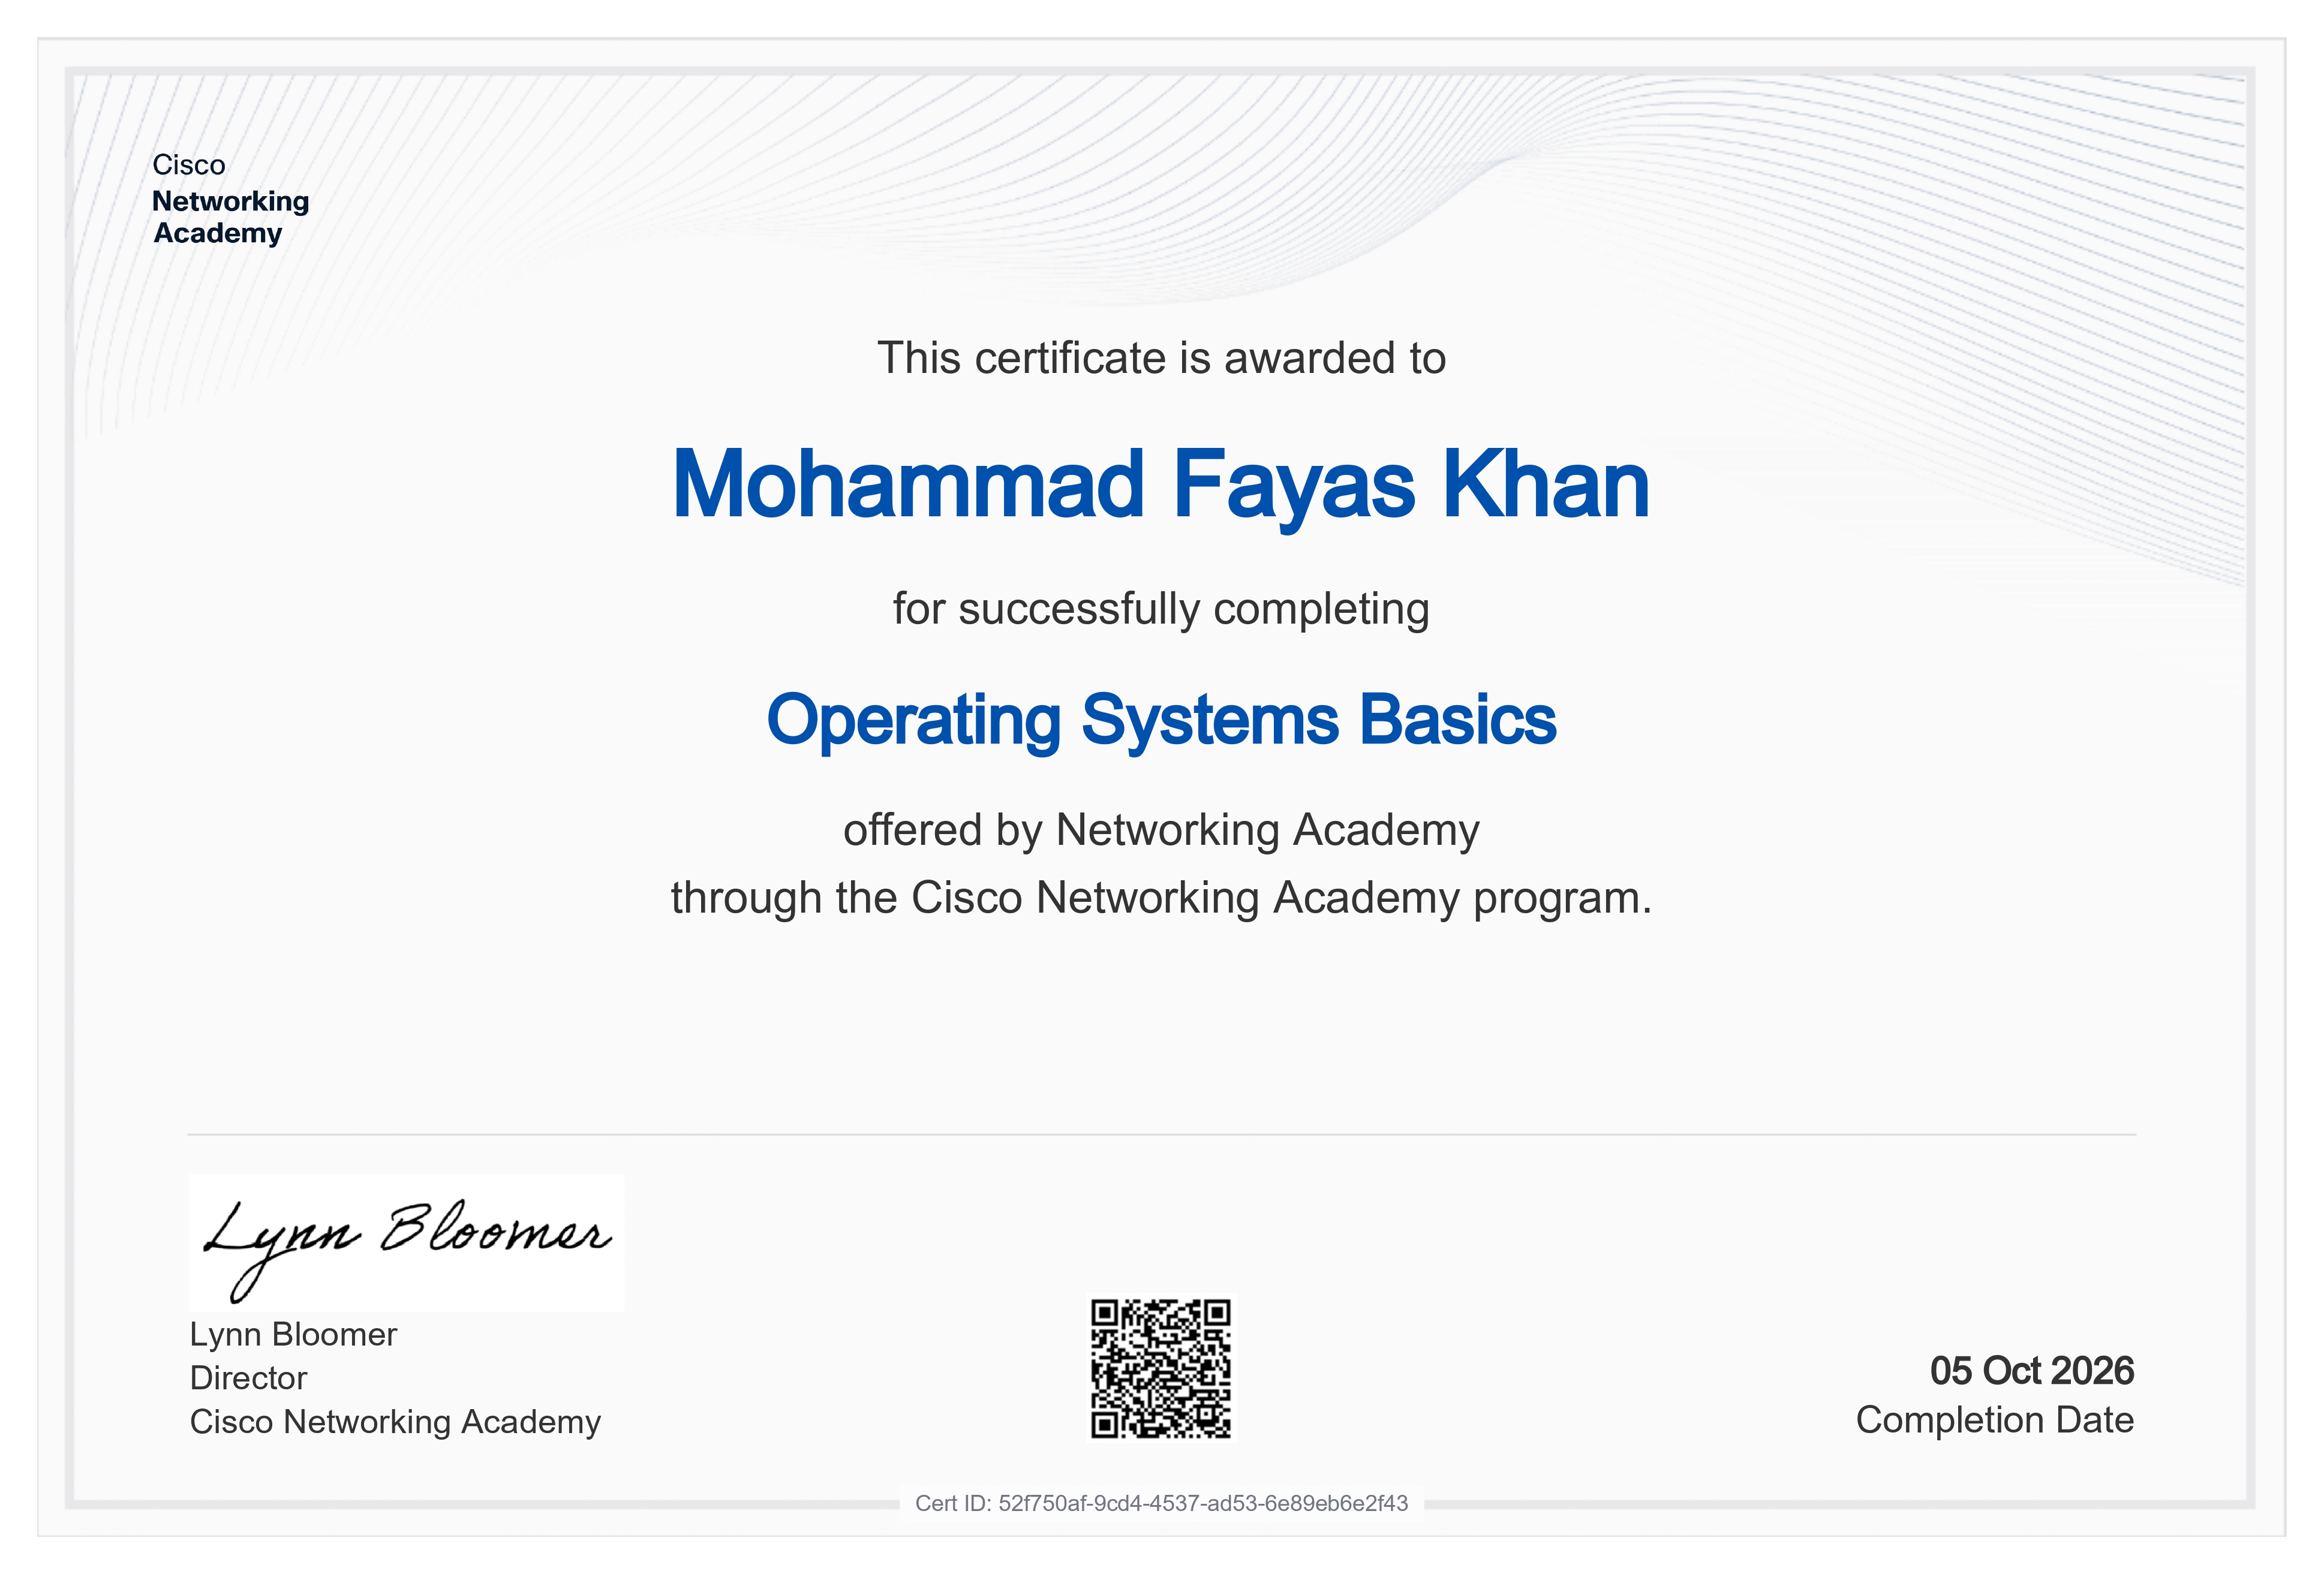 Cisco
Networking
Academy
This certificate is awarded to
Mohammad Fayas Khan
for successfully completing
Operating Systems Basics
offered by Networking Academy
through the Cisco Networking Academy program.
Lynn Bloomer
Lynn Bloomer
Director
Cisco Networking Academy
05 Oct 2026
Completion Date
Cert ID: 52f750af-9cd4-4537-ad53-6e89eb6e2f43